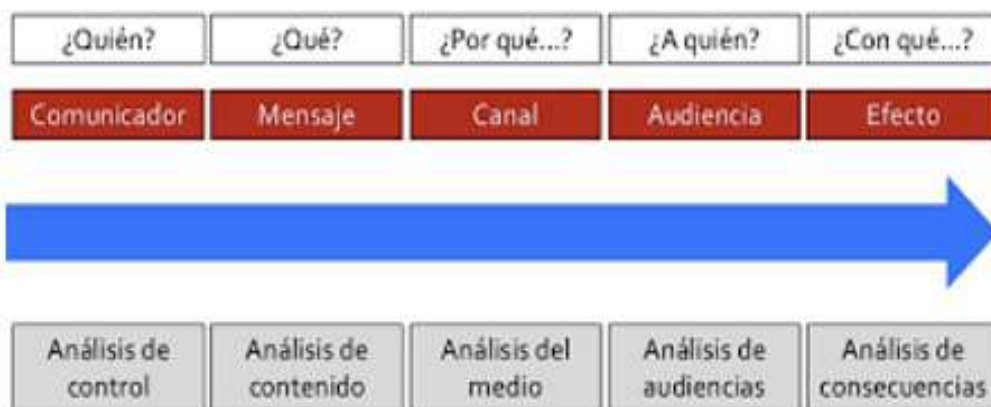 ¿Quién? ¿Qué? ¿Por qué...? ¿A quién? ¿Con qué...?
Comunicador Mensaje Canal Audiencia Efecto
Análisis de control
Análisis de contenido
Análisis del medio
Análisis de audiencias
Análisis de consecuencias